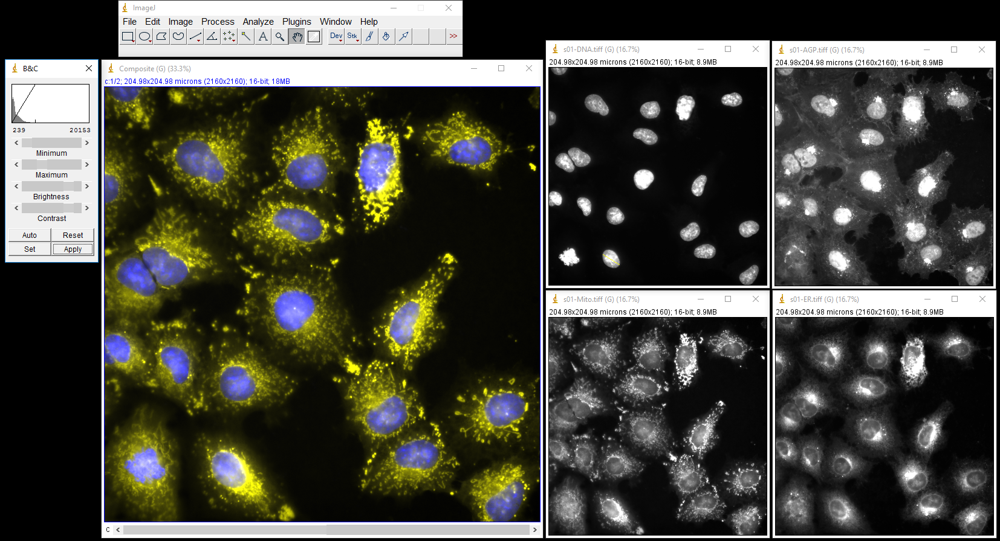 ImageJ
File Edit Image Process Analyze Plugins Window Help
A Dev Stk >>
B&C
239 20153
Minimum
Maximum
Brightness
Contrast
Auto Reset
Set Apply
Composite (G) (33.3%)
c:1/2; 204.98x204.98 microns (2160x2160); 16-bit; 18MB
C
s01-DNA.tiff (G) (16.7%)
204.98x204.98 microns (2160x2160); 16-bit; 8.9MB
s01-AGP.tiff (G) (16.7%)
204.98x204.98 microns (2160x2160); 16-bit; 8.9MB
s01-Mito.tiff (G) (16.7%)
204.98x204.98 microns (2160x2160); 16-bit; 8.9MB
s01-ER.tiff (G) (16.7%)
204.98x204.98 microns (2160x2160); 16-bit; 8.9MB